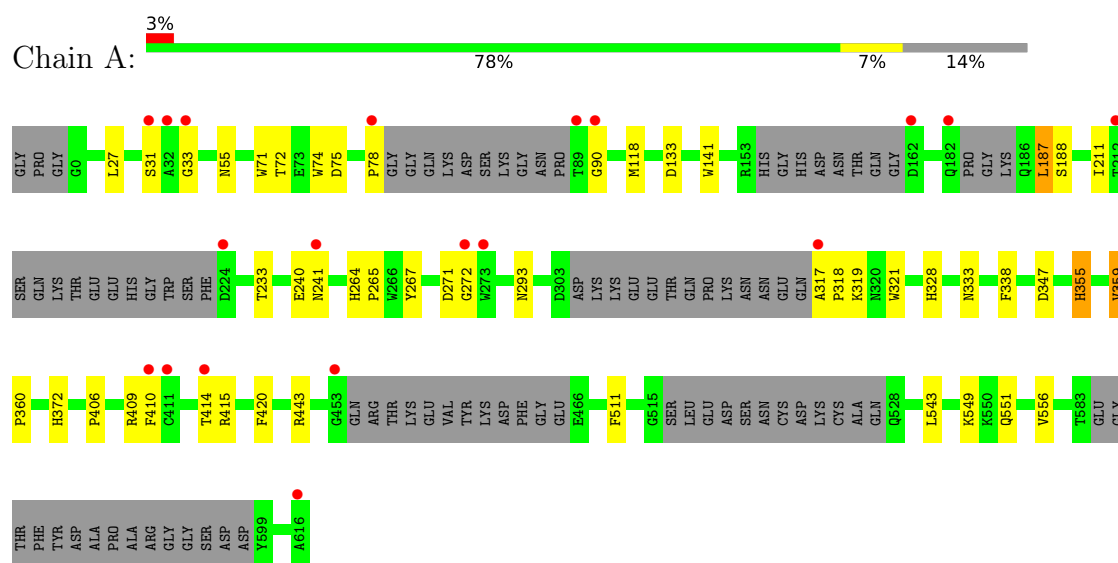 3%
Chain A:
78% 7% 14%
GLY PRO GLY G0 L27 S31 A32 G33 N55 W71 T72 E73 W74 D75 P78 GLY GLY GLN LYS ASP SER LYS GLY ASN PRO T89 G90 M118 D133 W141 R153 HIS GLY HIS ASP ASN THR GLN GLY D162 Q182 PRO GLY LYS Q186 L187 S188 I211 T212
SER GLN LYS THR GLU GLU HIS GLY TRP SER PHE D224 T233 E240 N241 H264 P265 W266 Y267 D271 G272 W273 N293 D303 ASP LYS LYS GLU GLU THR GLN PRO LYS ASN ASN GLU GLN A317 P318 K319 N320 W321 H328 N333 F338 D347 H355 V359
P360 H372 P406 R409 F410 C411 T414 R415 F420 R443 G453 GLN ARG THR LYS GLU VAL TYR LYS ASP PHE GLY GLU E466 F511 G515 SER LEU GLU ASP SER ASN CYS ASP LYS CYS ALA GLN Q528 L543 K549 K550 Q551 V556 T583 GLU GLY
THR PHE TYR ASP ALA PRO ALA ARG GLY GLY SER ASP ASP Y599 A616